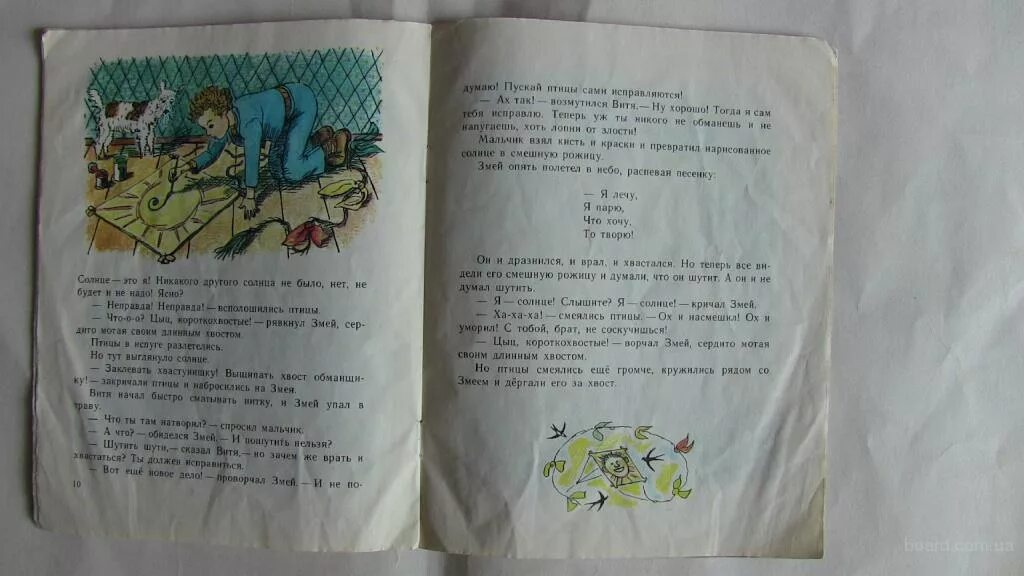 Солнце — это я! Никакого другого солнца не было, нет, не
будет и не надо! Ясно?
— Неправда! Неправда! — всполошились птицы.
— Что-о-о? Цыц, короткохвостые! — рявкнул Змей, сер-
дито мотая своим длинным хвостом.
Птицы в испуге разлетелись.
Но тут выглянуло солнце.
— Заклевать хвастунишку! Выщипать хвост обманщи-
ку! — закричали птицы и набросились на Змея.
Витя начал быстро сматывать нитку, и Змей упал в
траву.
— Что ты там натворил? — спросил мальчик.
— А что? — обиделся Змей. — И пошутить нельзя?
— Шутить шути, — сказал Витя, — но зачем же врать и
хвастаться? Ты должен исправиться.
— Вот ещё новое дело! — проворчал Змей. — И не по-
10
думаю! Пускай птицы сами исправляются!
— Ах так! — возмутился Витя. — Ну хорошо! Тогда я сам
тебя исправлю. Теперь уж ты никого не обманешь и не
напугаешь, хоть лопни от злости!
Мальчик взял кисть и краски и превратил нарисованное
солнце в смешную рожицу.
Змей опять полетел в небо, распевая песенку:
— Я лечу,
Я парю,
Что хочу,
То творю!
Он и дразнился, и врал, и хвастался. Но теперь все ви-
дели его смешную рожицу и думали, что он шутит. А он и не
думал шутить.
— Я — солнце! Слышите? Я — солнце! — кричал Змей.
— Ха-ха-ха! — смеялись птицы. — Ох и насмешил! Ох и
уморил! С тобой, брат, не соскучишься!
— Цыц, короткохвостые! — ворчал Змей, сердито мотая
своим длинным хвостом.
Но птицы смеялись ещё громче, кружились рядом со
Змеем и дёргали его за хвост.
board.com.ua